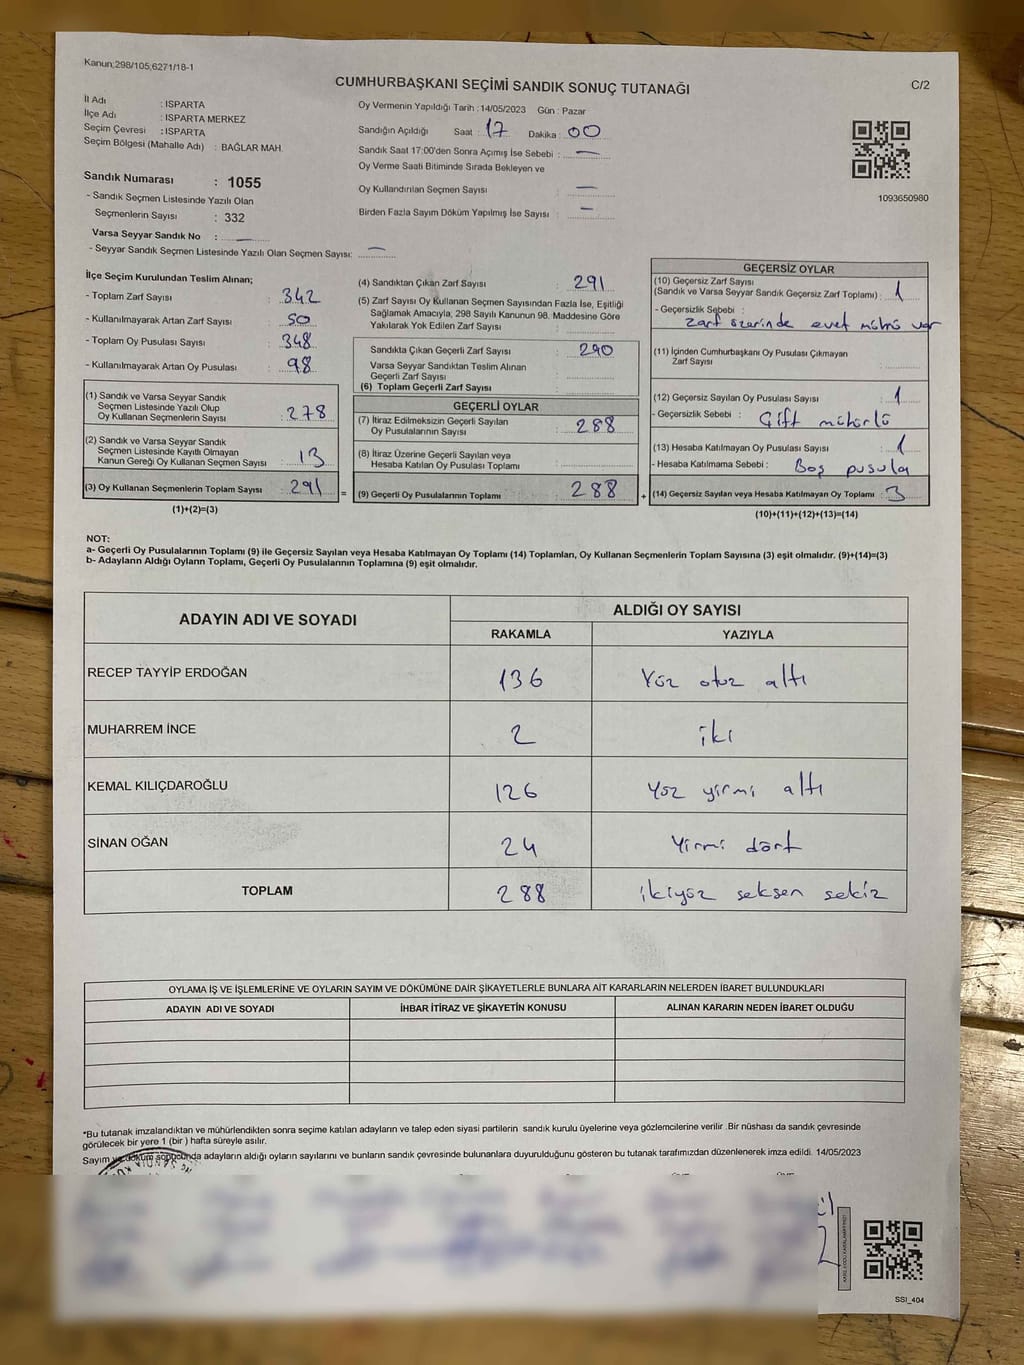 Kanun;298/105,6271/18-1
CUMHURBAŞKANI SEÇİMİ SANDIK SONUÇ TUTANAĞI
C/2
İl Adı : ISPARTA
İlçe Adı : ISPARTA MERKEZ
Seçim Çevresi : ISPARTA
Seçim Bölgesi (Mahalle Adı) : BAĞLAR MAH.
Sandık Numarası : 1055
- Sandık Seçmen Listesinde Yazılı Olan
Seçmenlerin Sayısı : 332
Varsa Seyyar Sandık No : —
- Seyyar Sandık Seçmen Listesinde Yazılı Olan Seçmen Sayısı: —
Oy Vermenin Yapıldığı Tarih : 14/05/2023 Gün : Pazar
Sandığın Açıldığı Saat : 17 Dakika : 00
Sandık Saat 17:00'den Sonra Açımış İse Sebebi : —
Oy Verme Saati Bitiminde Sırada Bekleyen ve
Oy Kullandırılan Seçmen Sayısı —
Birden Fazla Sayım Döküm Yapılmış İse Sayısı : —
1093650980
İlçe Seçim Kurulundan Teslim Alınan;
- Toplam Zarf Sayısı : 342
- Kullanılmayarak Artan Zarf Sayısı : 50
- Toplam Oy Pusulası Sayısı : 348
- Kullanılmayarak Artan Oy Pusulası : 98
(1) Sandık ve Varsa Seyyar Sandık
Seçmen Listesinde Yazılı Olup
Oy Kullanan Seçmenlerin Sayısı : 278
(2) Sandık ve Varsa Seyyar Sandık
Seçmen Listesinde Kayıtlı Olmayan
Kanun Gereği Oy Kullanan Seçmen Sayısı : 13
(3) Oy Kullanan Seçmenlerin Toplam Sayısı : 291 =
(1)+(2)=(3)
(4) Sandıktan Çıkan Zarf Sayısı : 291
(5) Zarf Sayısı Oy Kullanan Seçmen Sayısından Fazla İse, Eşitliği
Sağlamak Amacıyla, 298 Sayılı Kanunun 98. Maddesine Göre
Yakılarak Yok Edilen Zarf Sayısı :
Sandıkta Çıkan Geçerli Zarf Sayısı : 290
Varsa Seyyar Sandıktan Teslim Alınan
Geçerli Zarf Sayısı :
(6) Toplam Geçerli Zarf Sayısı :
GEÇERLİ OYLAR
(7) İtiraz Edilmeksizin Geçerli Sayılan
Oy Pusulalarının Sayısı : 288
(8) İtiraz Üzerine Geçerli Sayılan veya
Hesaba Katılan Oy Pusulası Toplamı :
(9) Geçerli Oy Pusulalarının Toplamı : 288 +
GEÇERSİZ OYLAR
(10) Geçersiz Zarf Sayısı
(Sandık ve Varsa Seyyar Sandık Geçersiz Zarf Toplamı) : 1
- Geçersizlik Sebebi :
Zarf üzerinde evet mührü var
(11) İçinden Cumhurbaşkanı Oy Pusulası Çıkmayan
Zarf Sayısı :
(12) Geçersiz Sayılan Oy Pusulası Sayısı : 1
- Geçersizlik Sebebi : Çift mühürlü
(13) Hesaba Katılmayan Oy Pusulası Sayısı : 1
- Hesaba Katılmama Sebebi : Boş pusula
(14) Geçersiz Sayılan veya Hesaba Katılmayan Oy Toplamı : 3
(10)+(11)+(12)+(13)=(14)
NOT:
a- Geçerli Oy Pusulalarının Toplamı (9) ile Geçersiz Sayılan veya Hesaba Katılmayan Oy Toplamı (14) Toplamları, Oy Kullanan Seçmenlerin Toplam Sayısına (3) eşit olmalıdır. (9)+(14)=(3)
b- Adayların Aldığı Oyların Toplamı, Geçerli Oy Pusulalarının Toplamına (9) eşit olmalıdır.
ADAYIN ADI VE SOYADI
ALDIĞI OY SAYISI
RAKAMLA YAZIYLA
RECEP TAYYİP ERDOĞAN 136 Yüz otuz altı
MUHARREM İNCE 2 iki
KEMAL KILIÇDAROĞLU 126 Yüz yirmi altı
SİNAN OĞAN 24 Yirmi dört
TOPLAM 288 ikiyüz seksen sekiz
OYLAMA İŞ VE İŞLEMLERİNE VE OYLARIN SAYIM VE DÖKÜMÜNE DAİR ŞİKAYETLERLE BUNLARA AİT KARARLARIN NELERDEN İBARET BULUNDUKLARI
ADAYIN ADI VE SOYADI İHBAR İTİRAZ VE ŞİKAYETİN KONUSU ALINAN KARARIN NEDEN İBARET OLDUĞU
*Bu tutanak imzalandıktan ve mühürlendikten sonra seçime katılan adayların ve talep eden siyasi partilerin sandık kurulu üyelerine veya gözlemcilerine verilir .Bir nüshası da sandık çevresinde
görülecek bir yere 1 (bir ) hafta süreyle asılır.
Sayım ve döküm sonucunda adayların aldığı oyların sayılarını ve bunların sandık çevresinde bulunanlara duyurulduğunu gösteren bu tutanak tarafımızdan düzenlenerek imza edildi. 14/05/2023
SSI_404